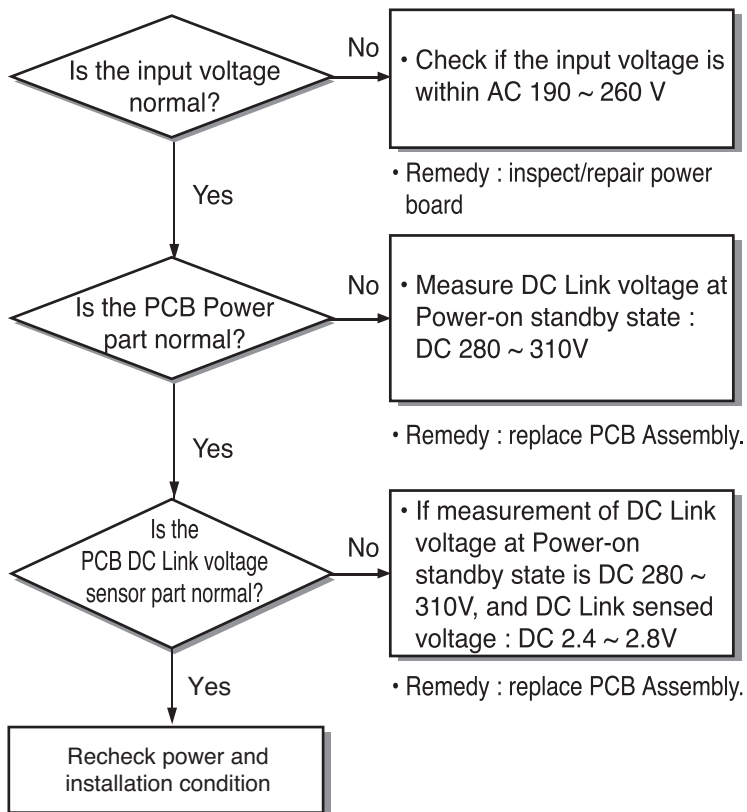 Is the input voltage
normal?
No
• Check if the input voltage is
within AC 190 ~ 260 V
• Remedy : inspect/repair power
board
Yes
Is the PCB Power
part normal?
No
• Measure DC Link voltage at
Power-on standby state :
DC 280 ~ 310V
• Remedy : replace PCB Assembly.
Yes
Is the
PCB DC Link voltage
sensor part normal?
No
• If measurement of DC Link
voltage at Power-on
standby state is DC 280 ~
310V, and DC Link sensed
voltage : DC 2.4 ~ 2.8V
• Remedy : replace PCB Assembly.
Yes
Recheck power and
installation condition